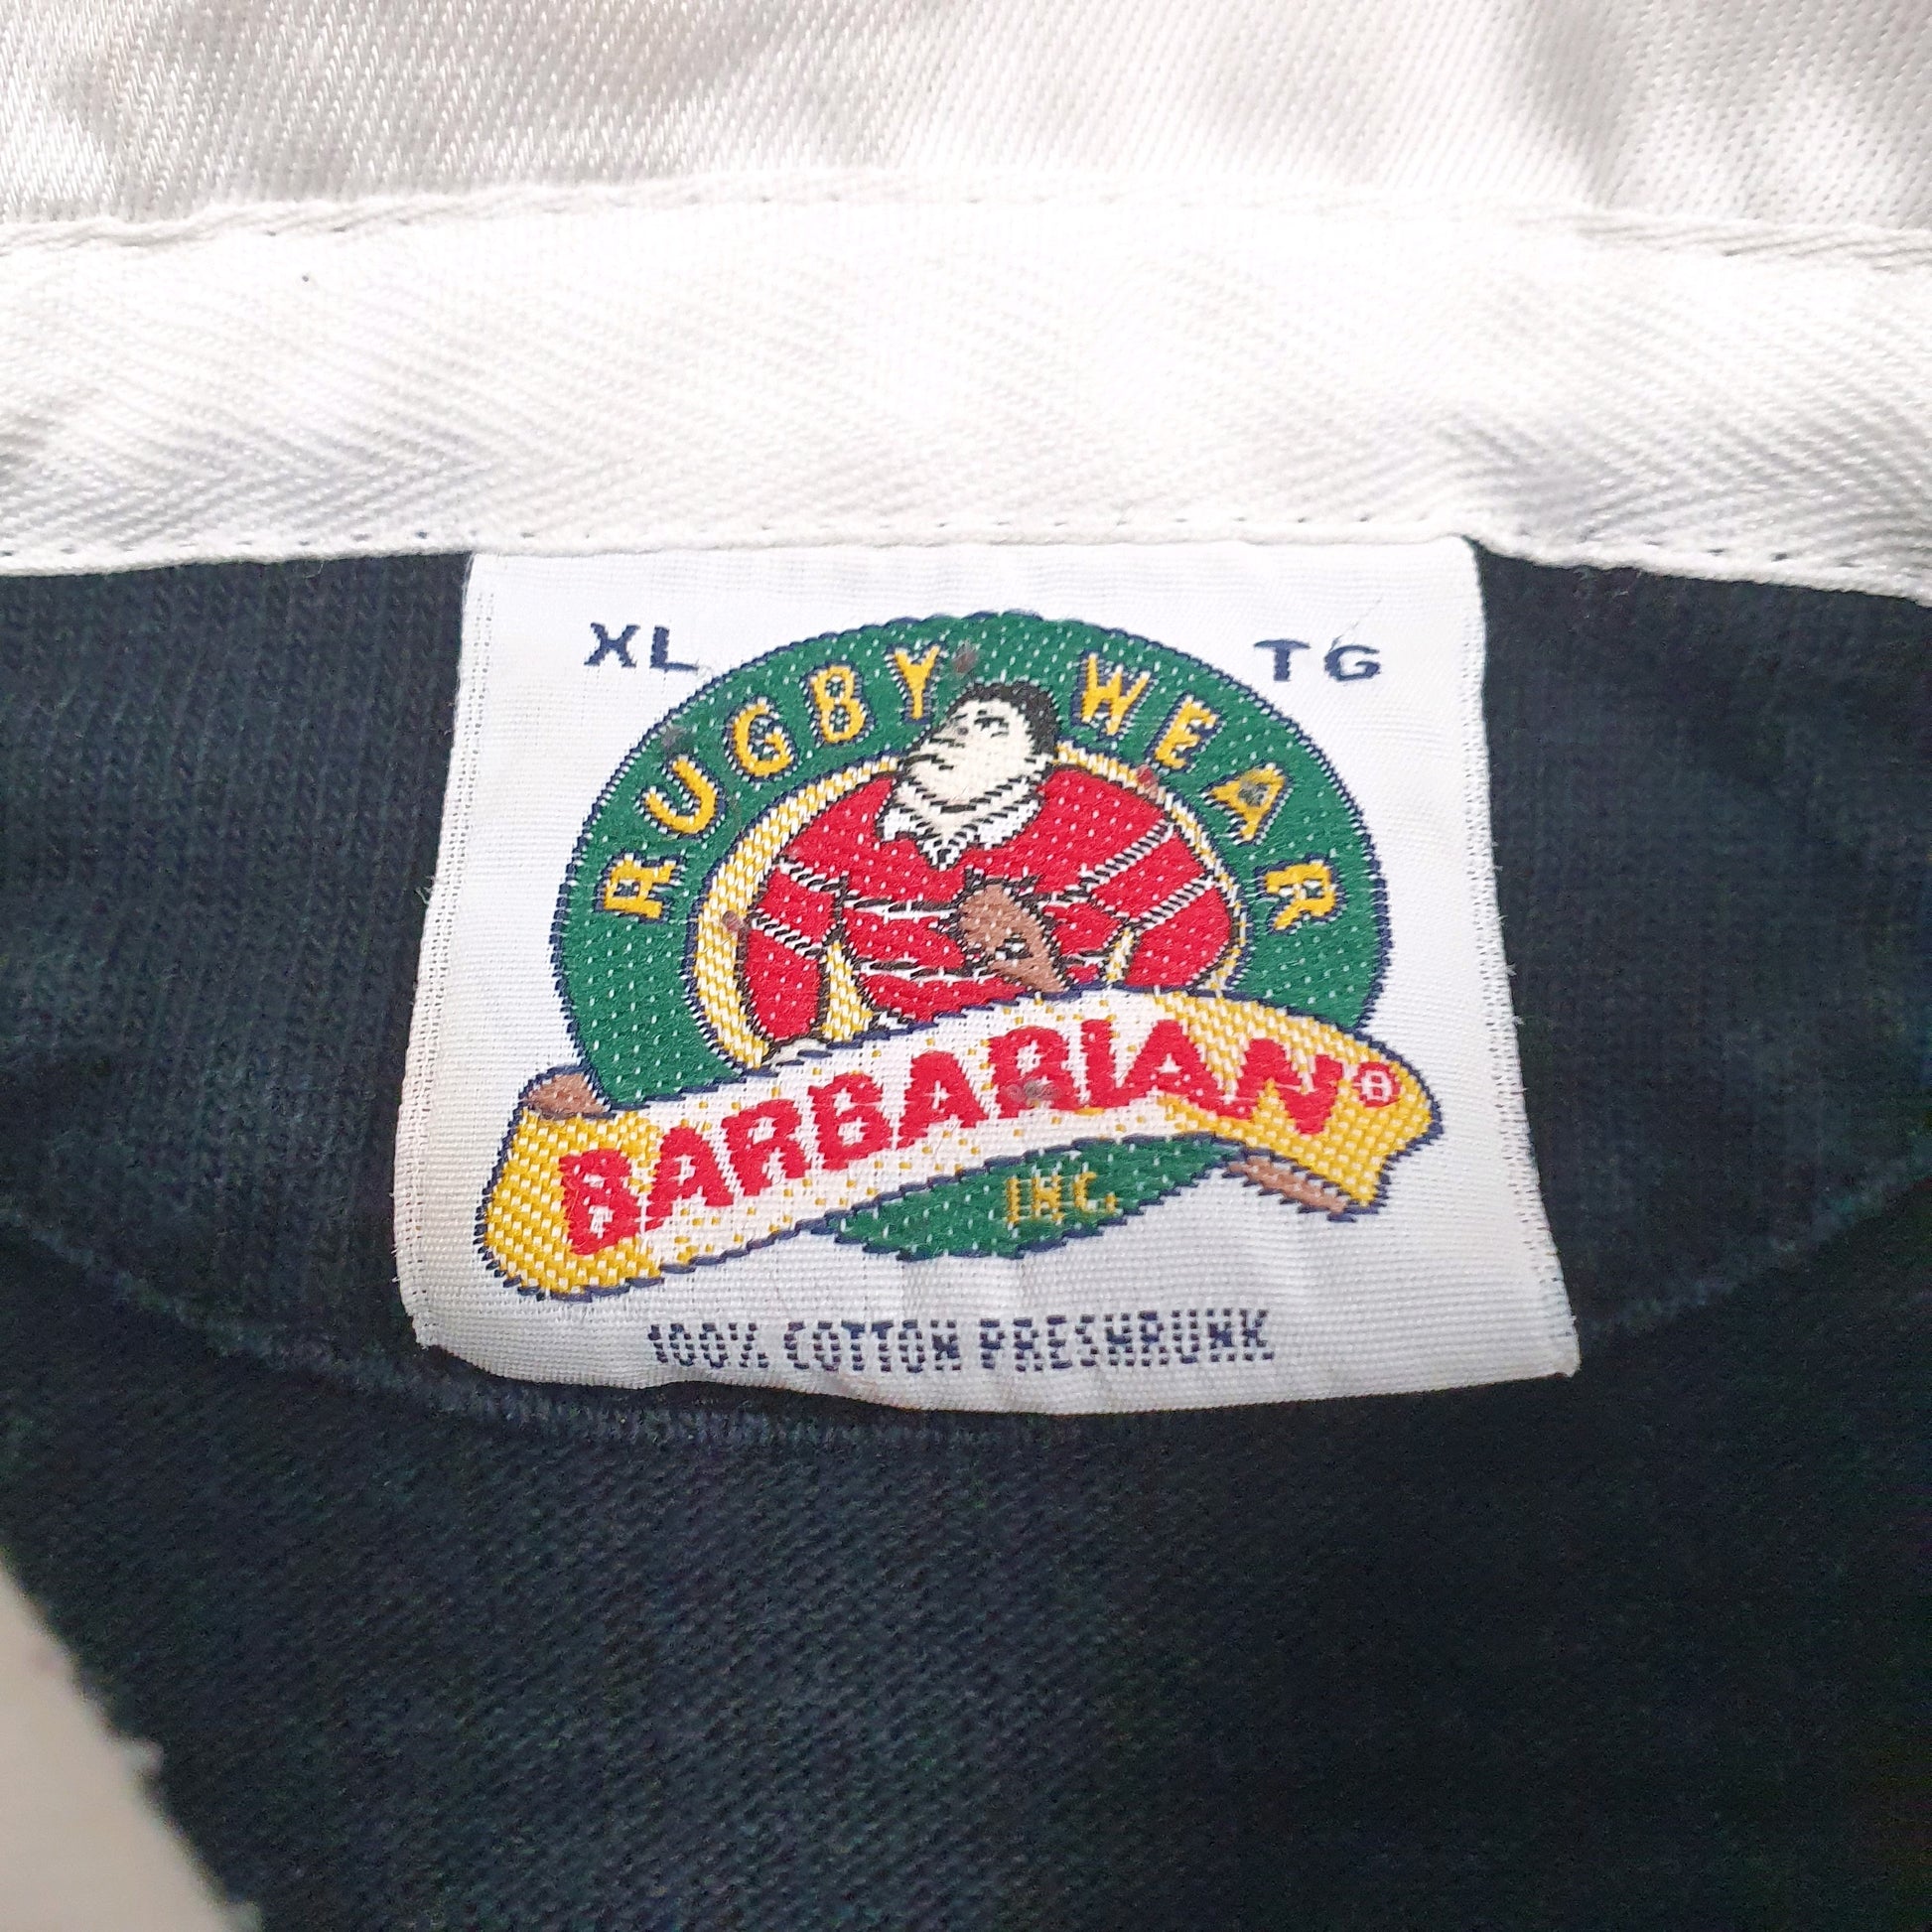 XL TG
RUGBY WEAR
BARBARIAN®
INC.
100% COTTON PRESHRUNK